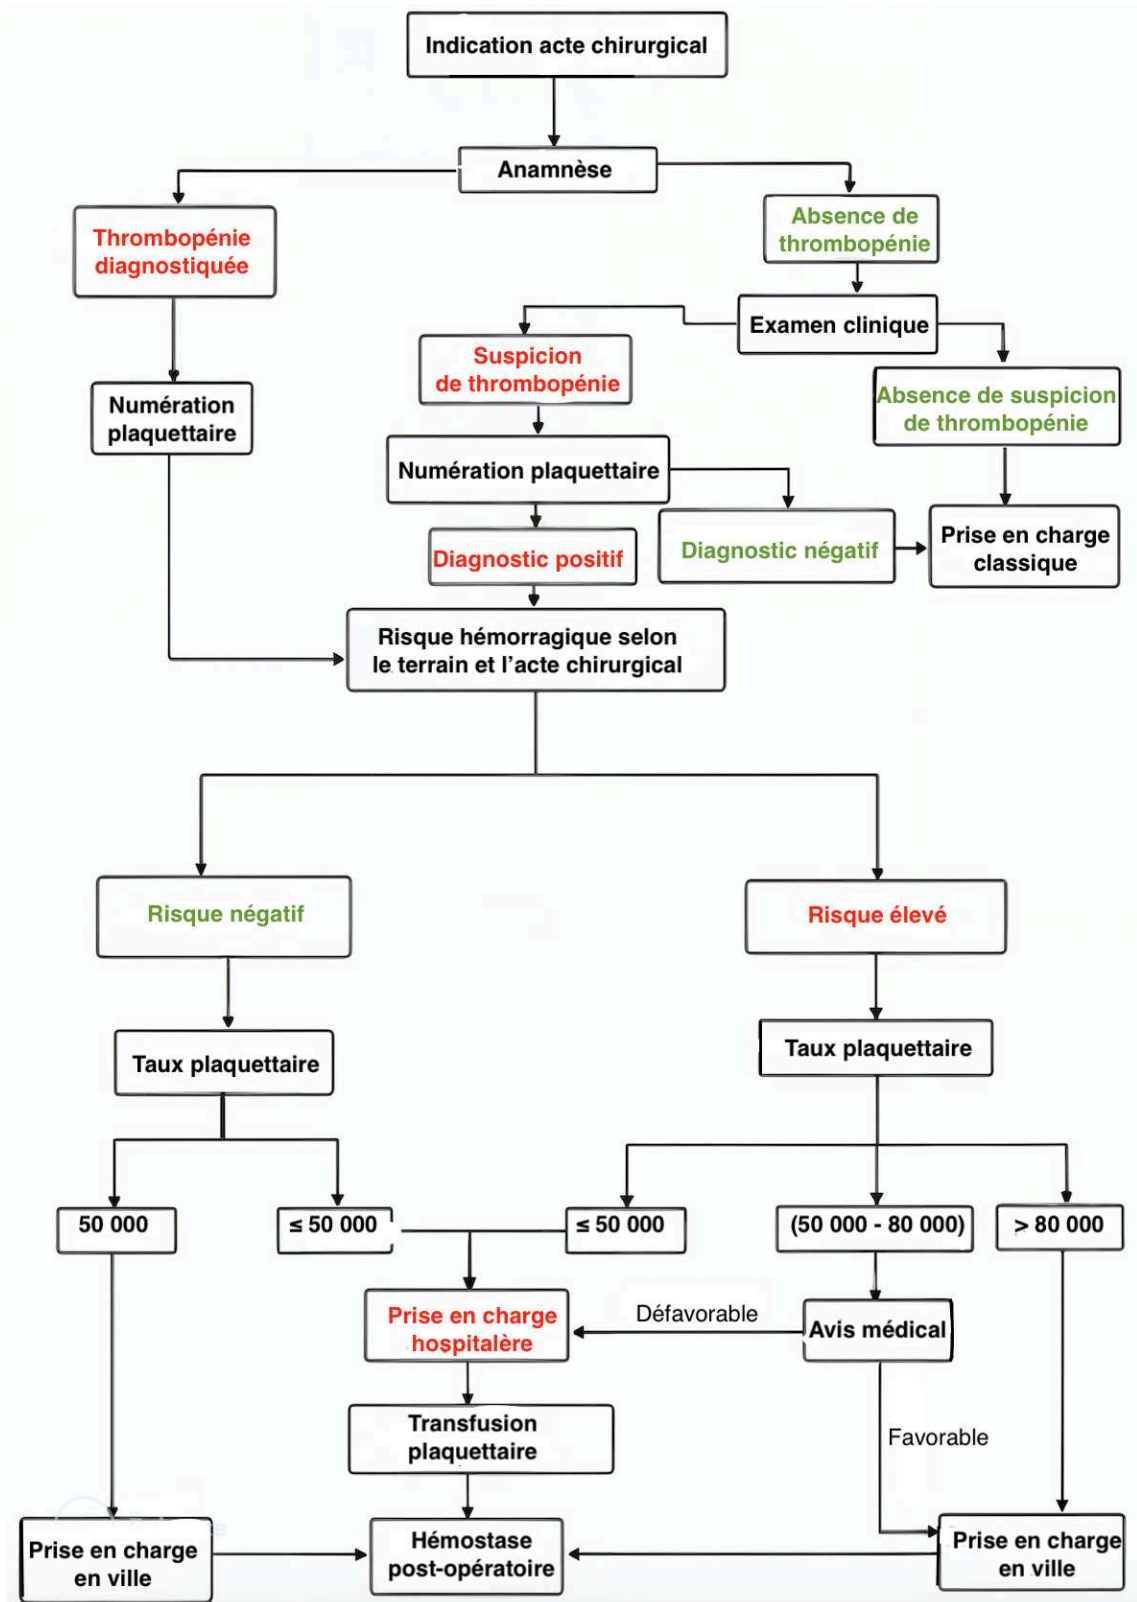 Indication acte chirurgical
Anamnèse
Thrombopénie
diagnostiquée
Absence de
thrombopénie
Examen clinique
Suspicion
de thrombopénie
Absence de suspicion
de thrombopénie
Numération
plaquettaire
Numération plaquettaire
Diagnostic positif
Diagnostic négatif
Prise en charge
classique
Risque hémorragique selon
le terrain et l'acte chirurgical
Risque négatif
Risque élevé
Taux plaquettaire
Taux plaquettaire
50 000
≤ 50 000
≤ 50 000
(50 000 - 80 000)
> 80 000
Prise en charge
hospitalère
Défavorable
Avis médical
Transfusion
plaquettaire
Favorable
Prise en charge
en ville
Hémostase
post-opératoire
Prise en charge
en ville